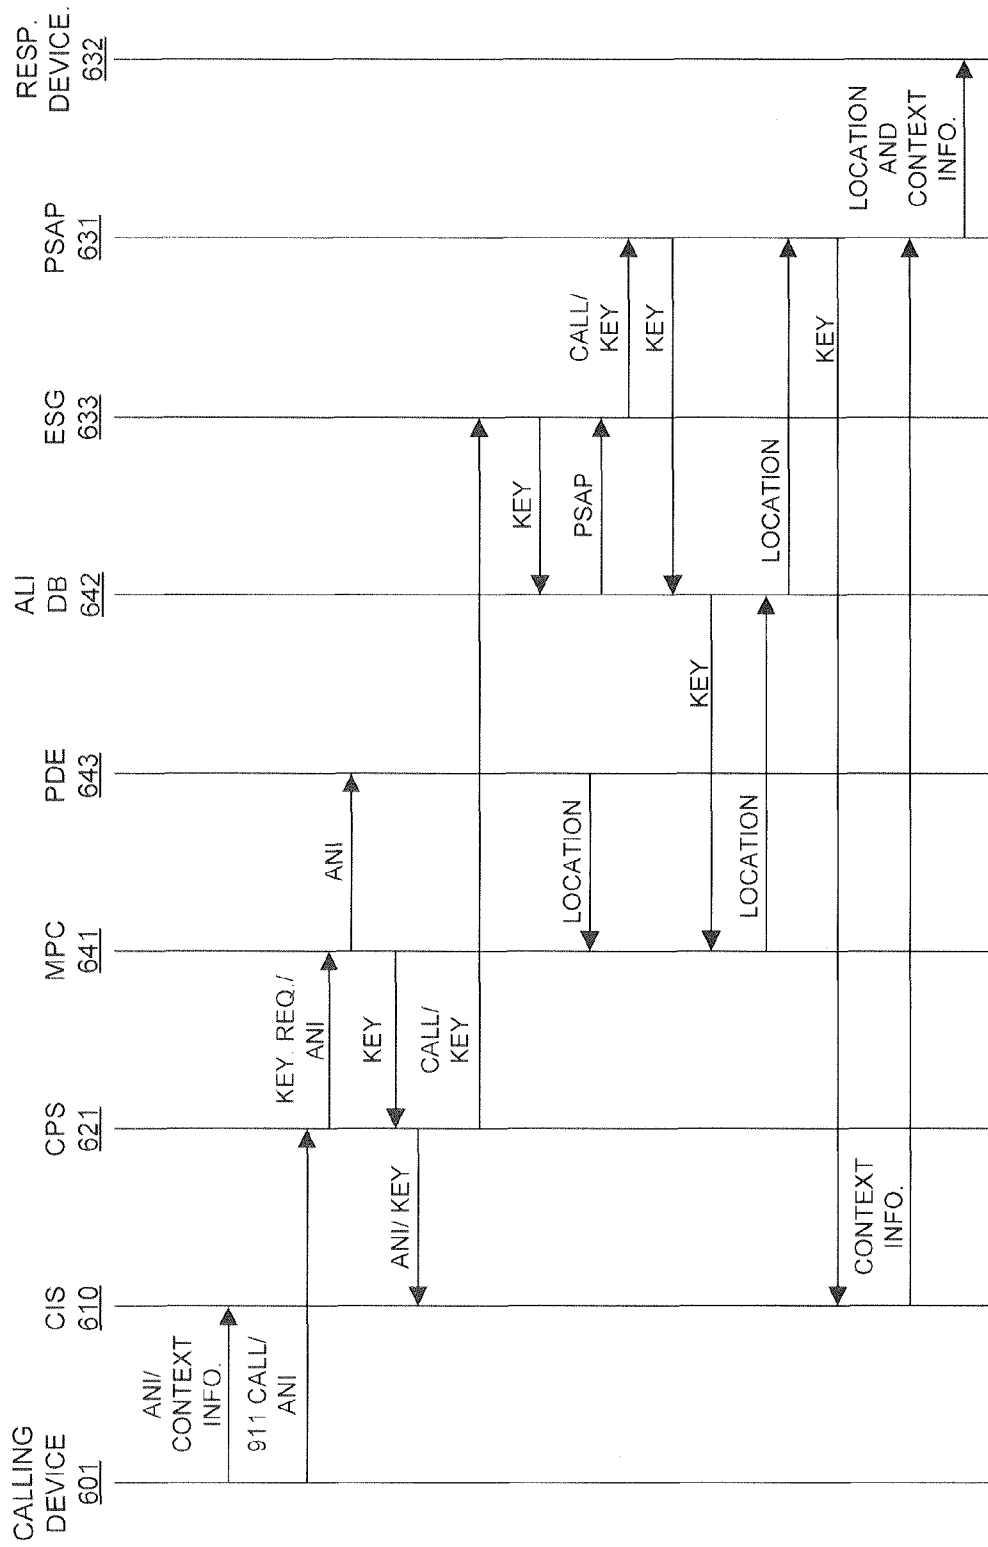 CALLING
DEVICE
601
CIS
610
CPS
621
MPC
641
PDE
643
ALI
DB
642
ESG
633
PSAP
631
RESP.
DEVICE.
632
ANI/
CONTEXT
INFO.
911 CALL/
ANI
KEY. REQ./
ANI
ANI
KEY
ANI/ KEY
CALL/
KEY
KEY
LOCATION
PSAP
CALL/
KEY
KEY
KEY
LOCATION
LOCATION
KEY
CONTEXT
INFO.
LOCATION
AND
CONTEXT
INFO.